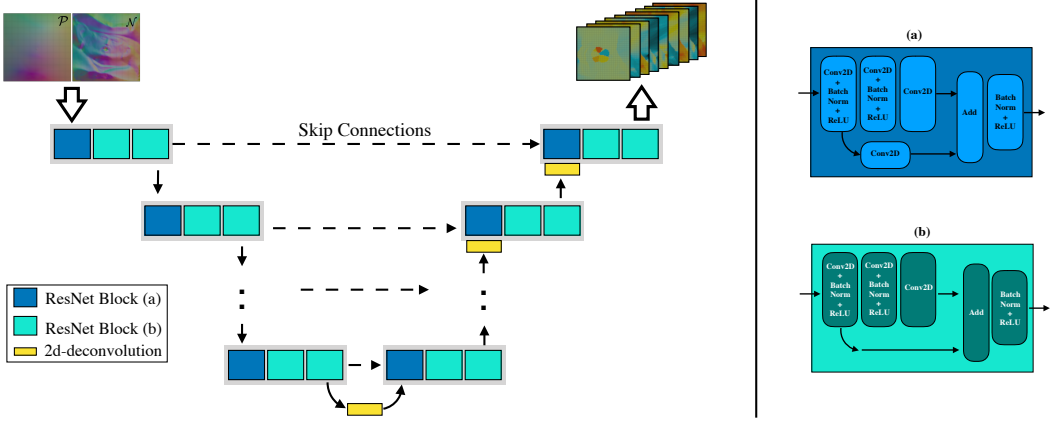 P
N
Skip Connections
ResNet Block (a)
ResNet Block (b)
2d-deconvolution
(a)
Conv2D
+
Batch
Norm
+
ReLU
Conv2D
+
Batch
Norm
+
ReLU
Conv2D
Add
Batch
Norm
+
ReLU
Conv2D
(b)
Conv2D
+
Batch
Norm
+
ReLU
Conv2D
+
Batch
Norm
+
ReLU
Conv2D
Add
Batch
Norm
+
ReLU